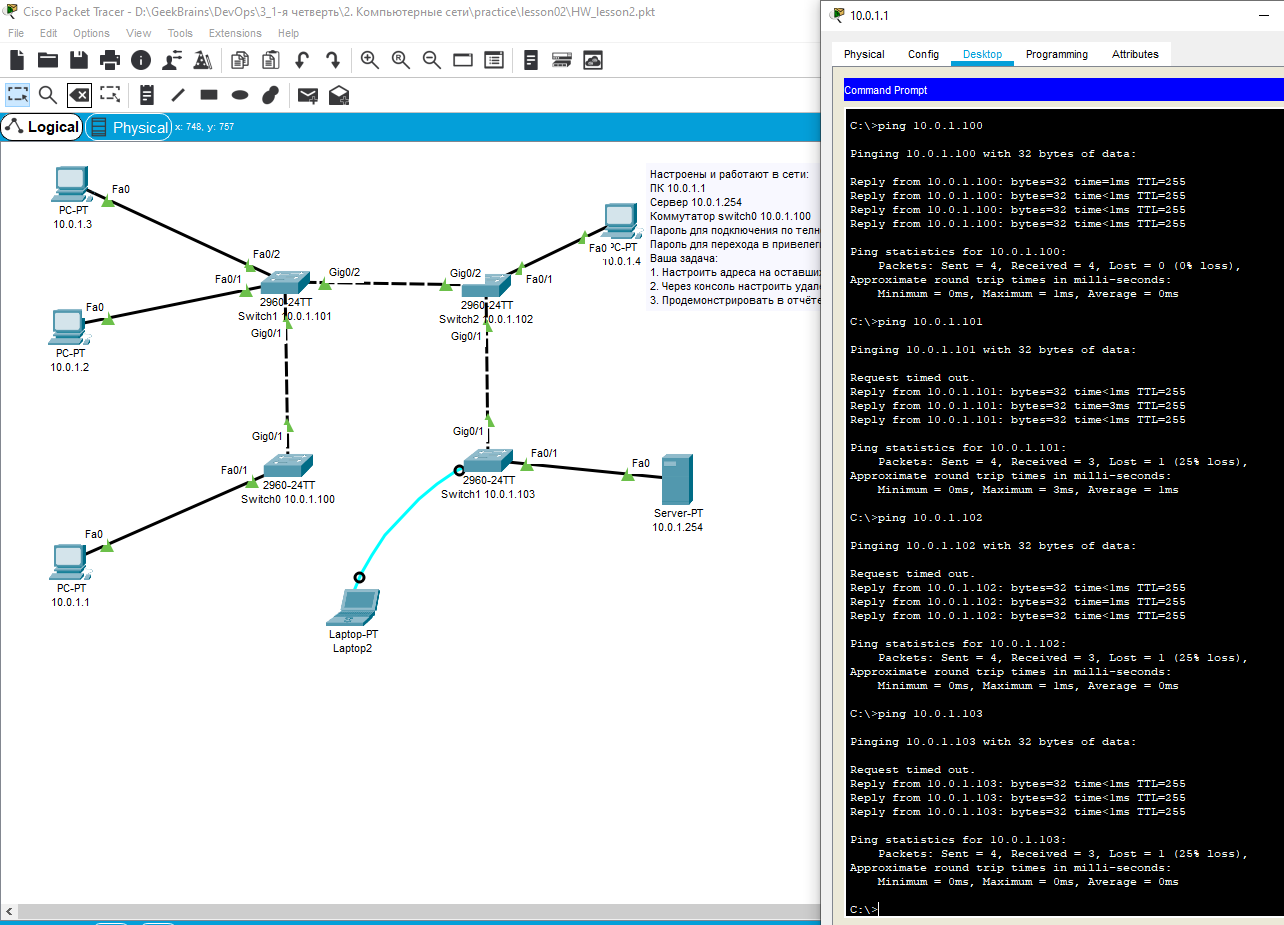 Cisco Packet Tracer - D:\GeekBrains\DevOps\3_1-я четверть\2. Компьютерные сети\practice\lesson02\HW_lesson2.pkt
File Edit Options View Tools Extensions Help
Logical
Physical
x: 748, y: 757
Fa0
PC-PT
10.0.1.3
Fa0/2
Fa0/1
Gig0/2
2960-24TT
Switch1 10.0.1.101
Gig0/1
Fa0
PC-PT
10.0.1.2
Gig0/2
Fa0/1
2960-24TT
Switch2 10.0.1.102
Gig0/1
Fa0
PC-PT
10.0.1.4
Настроены и работают в сети:
ПК 10.0.1.1
Сервер 10.0.1.254
Коммутатор switch0 10.0.1.100
Пароль для подключения по телн
Пароль для перехода в привелег
Ваша задача:
1. Настроить адреса на оставших
2. Через консоль настроить удале
3. Продемонстрировать в отчёте
Gig0/1
Fa0/1
2960-24TT
Switch0 10.0.1.100
Gig0/1
Fa0/1
2960-24TT
Switch1 10.0.1.103
Fa0
Server-PT
10.0.1.254
Fa0
PC-PT
10.0.1.1
Laptop-PT
Laptop2
10.0.1.1
Physical Config Desktop Programming Attributes
Command Prompt
C:\>ping 10.0.1.100
Pinging 10.0.1.100 with 32 bytes of data:
Reply from 10.0.1.100: bytes=32 time=1ms TTL=255
Reply from 10.0.1.100: bytes=32 time<1ms TTL=255
Reply from 10.0.1.100: bytes=32 time<1ms TTL=255
Reply from 10.0.1.100: bytes=32 time<1ms TTL=255
Ping statistics for 10.0.1.100:
Packets: Sent = 4, Received = 4, Lost = 0 (0% loss),
Approximate round trip times in milli-seconds:
Minimum = 0ms, Maximum = 1ms, Average = 0ms
C:\>ping 10.0.1.101
Pinging 10.0.1.101 with 32 bytes of data:
Request timed out.
Reply from 10.0.1.101: bytes=32 time<1ms TTL=255
Reply from 10.0.1.101: bytes=32 time=3ms TTL=255
Reply from 10.0.1.101: bytes=32 time<1ms TTL=255
Ping statistics for 10.0.1.101:
Packets: Sent = 4, Received = 3, Lost = 1 (25% loss),
Approximate round trip times in milli-seconds:
Minimum = 0ms, Maximum = 3ms, Average = 1ms
C:\>ping 10.0.1.102
Pinging 10.0.1.102 with 32 bytes of data:
Request timed out.
Reply from 10.0.1.102: bytes=32 time<1ms TTL=255
Reply from 10.0.1.102: bytes=32 time=1ms TTL=255
Reply from 10.0.1.102: bytes=32 time<1ms TTL=255
Ping statistics for 10.0.1.102:
Packets: Sent = 4, Received = 3, Lost = 1 (25% loss),
Approximate round trip times in milli-seconds:
Minimum = 0ms, Maximum = 1ms, Average = 0ms
C:\>ping 10.0.1.103
Pinging 10.0.1.103 with 32 bytes of data:
Request timed out.
Reply from 10.0.1.103: bytes=32 time<1ms TTL=255
Reply from 10.0.1.103: bytes=32 time<1ms TTL=255
Reply from 10.0.1.103: bytes=32 time<1ms TTL=255
Ping statistics for 10.0.1.103:
Packets: Sent = 4, Received = 3, Lost = 1 (25% loss),
Approximate round trip times in milli-seconds:
Minimum = 0ms, Maximum = 0ms, Average = 0ms
C:\>